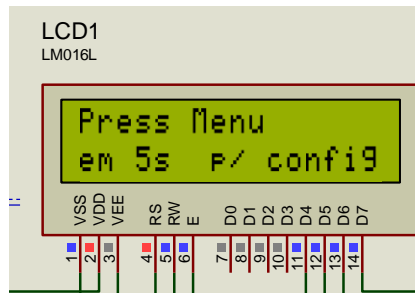 LCD1
LM016L
Press Menu
em 5s p/ config
VSS VDD VEE RS RW E D0 D1 D2 D3 D4 D5 D6 D7
1 2 3 4 5 6 7 8 9 10 11 12 13 14